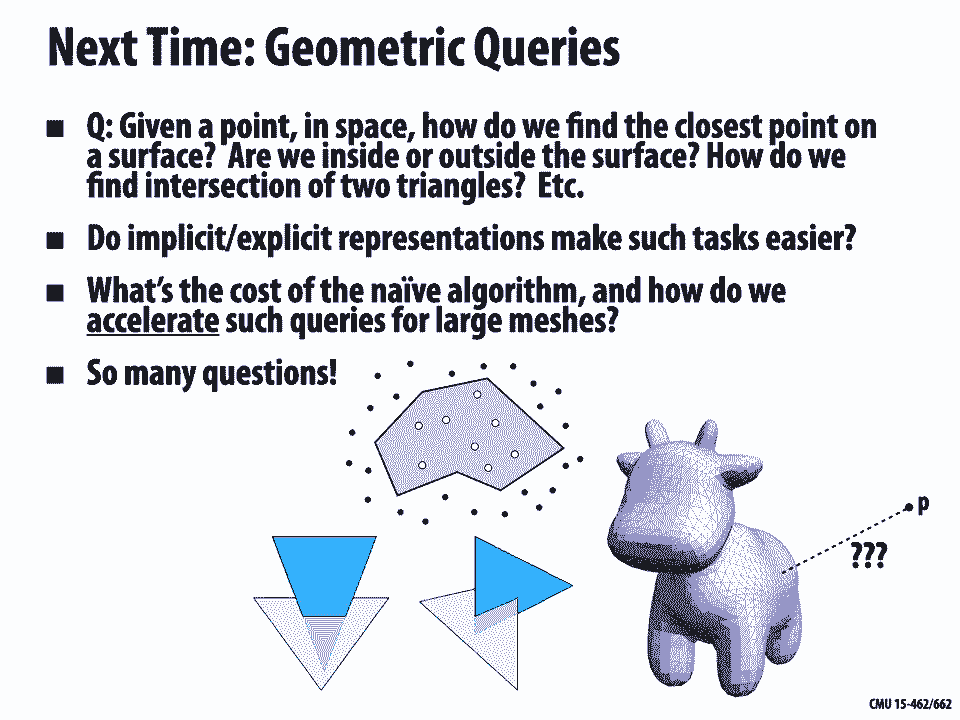 Next Time: Geometric Queries
Q: Given a point, in space, how do we find the closest point on
a surface? Are we inside or outside the surface? How do we
find intersection of two triangles? Etc.
Do implicit/explicit representations make such tasks easier?
What's the cost of the naïve algorithm, and how do we
accelerate such queries for large meshes?
So many questions!
p
???
CMU 15-462/662